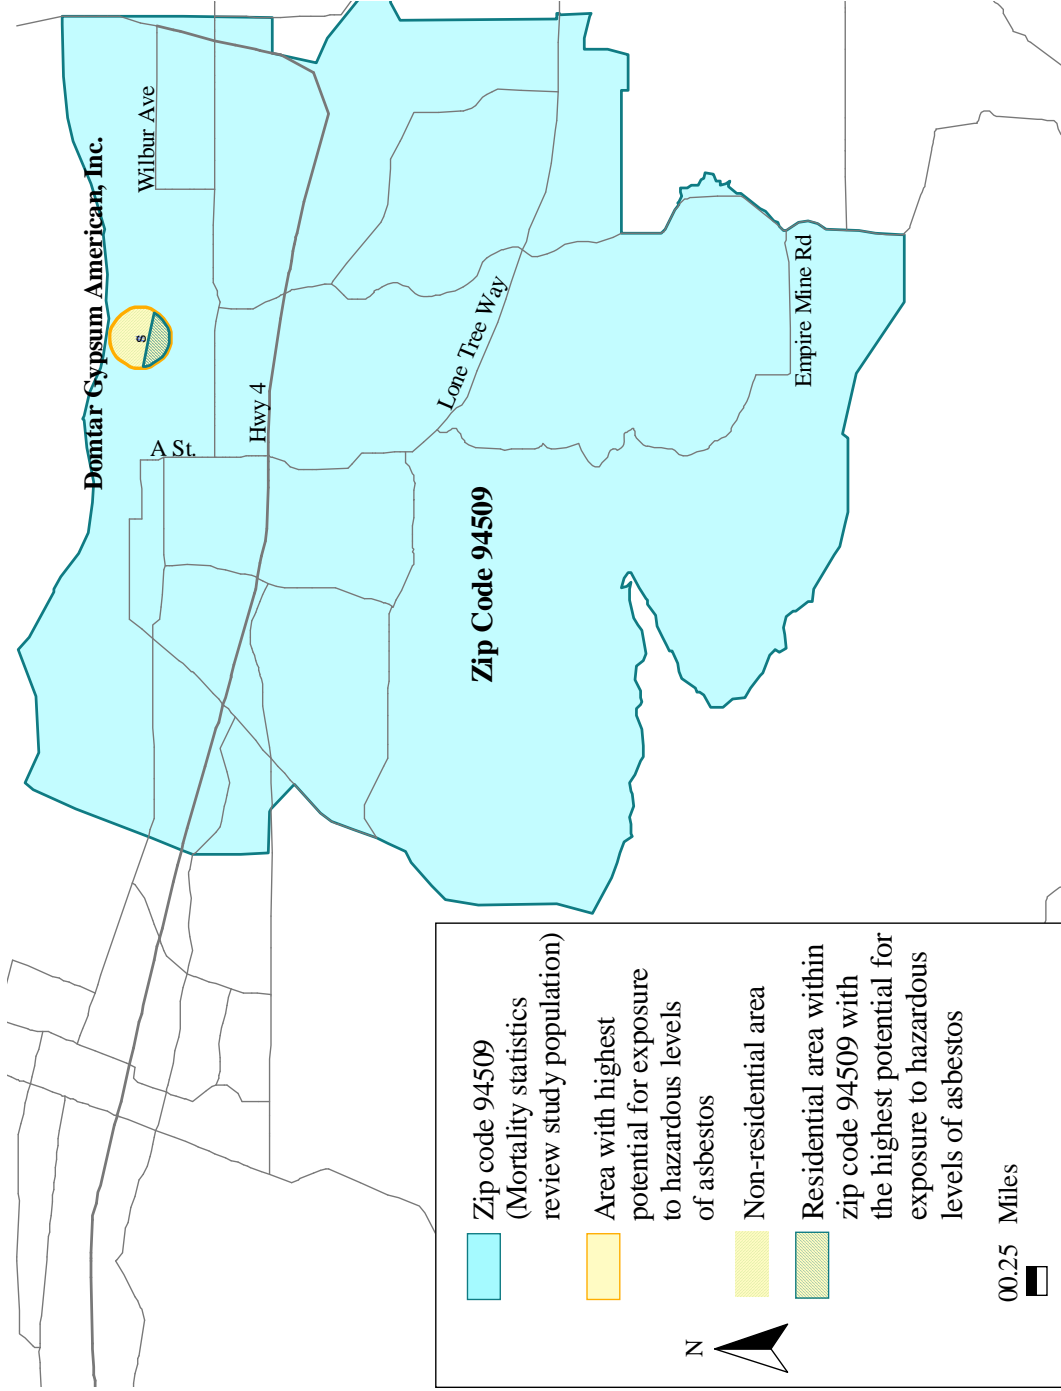 Domtar Gypsum American, Inc.
Wilbur Ave
s
A St.
Hwy 4
Lone Tree Way
Zip Code 94509
Empire Mine Rd
Zip code 94509
(Mortality statistics
review study population)
Area with highest
potential for exposure
to hazardous levels
of asbestos
Non-residential area
Residential area within
zip code 94509 with
the highest potential for
exposure to hazardous
levels of asbestos
N
00.25 Miles